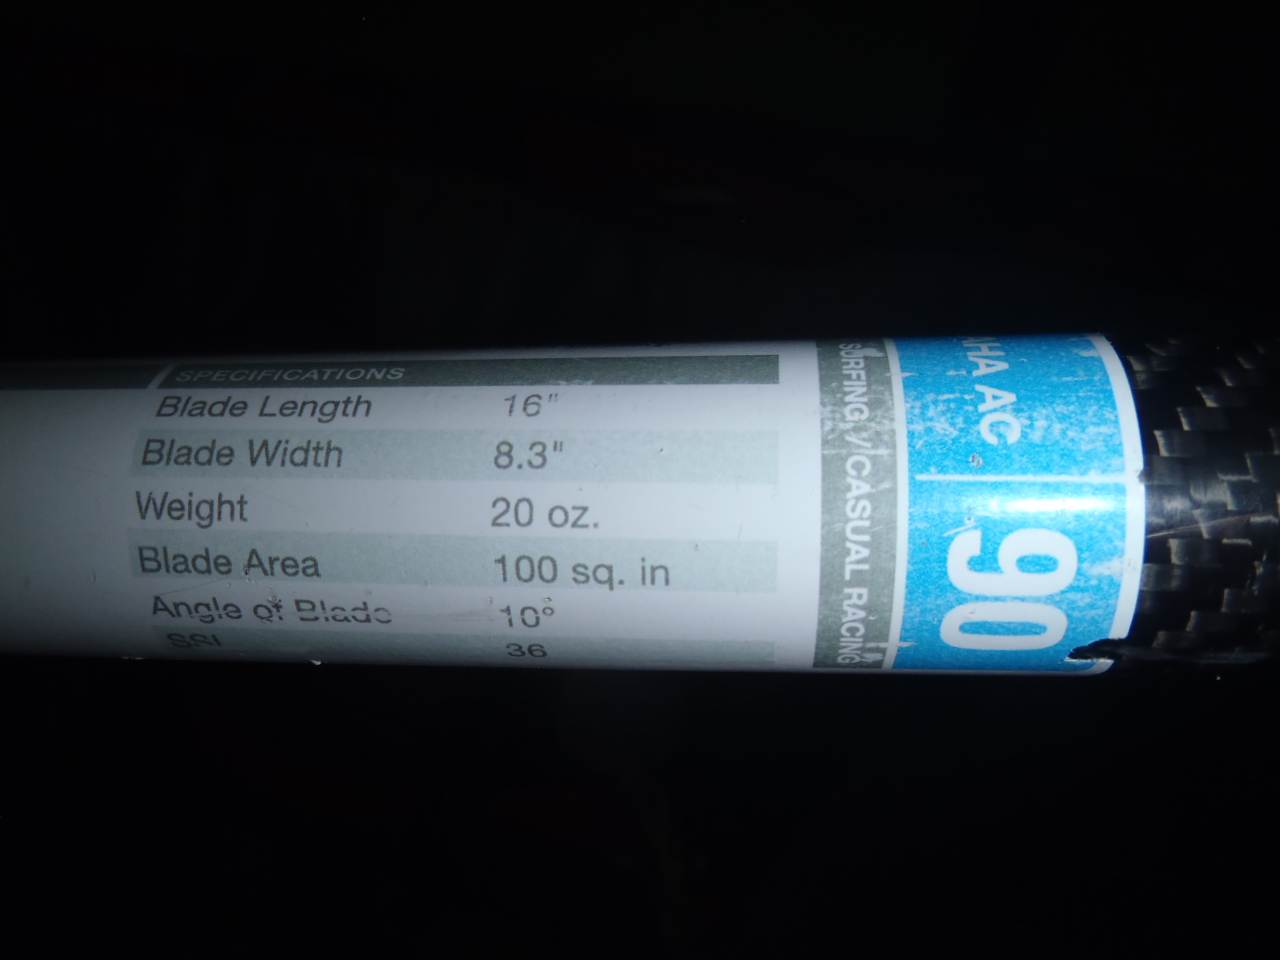 SPECIFICATIONS
Blade Length 16"
Blade Width 8.3"
Weight 20 oz.
Blade Area 100 sq. in
Angle of Blade 10°
SSI 36
SURFING / CASUAL RACING
AC
90